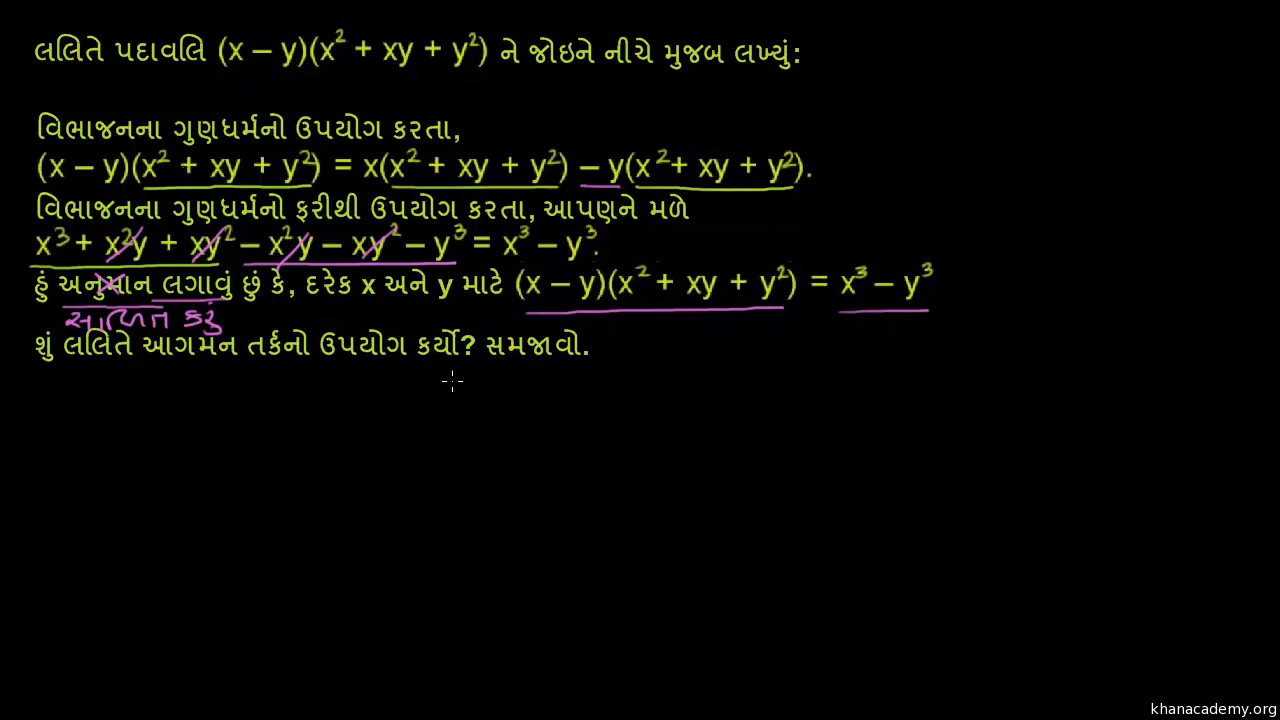 લલિતે પદાવલિ (x – y)(x² + xy + y²) ને જોઇને નીચે મુજબ લખ્યું:
વિભાજનના ગુણધર્મનો ઉપયોગ કરતા,
(x – y)(x² + xy + y²) = x(x² + xy + y²) – y(x² + xy + y²).
વિભાજનના ગુણધર્મનો ફરીથી ઉપયોગ કરતા, આપણને મળે
x³ + x²y + xy² – x²y – xy² – y³ = x³ – y³.
હું અનુમાન લગાવું છું કે, દરેક x અને y માટે (x – y)(x² + xy + y²) = x³ – y³
સાબિત કરું
શું લલિતે આગમન તર્કનો ઉપયોગ કર્યો? સમજાવો.
khanacademy.org